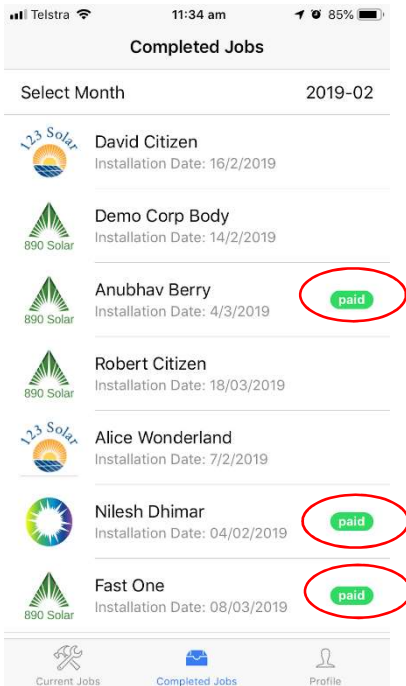 Telstra 11:34 am 85%
Completed Jobs
Select Month 2019-02
123 Solar
David Citizen
Installation Date: 16/2/2019
890 Solar
Demo Corp Body
Installation Date: 14/2/2019
890 Solar
Anubhav Berry
Installation Date: 4/3/2019
paid
890 Solar
Robert Citizen
Installation Date: 18/03/2019
123 Solar
Alice Wonderland
Installation Date: 7/2/2019
Nilesh Dhimar
Installation Date: 04/02/2019
paid
890 Solar
Fast One
Installation Date: 08/03/2019
paid
Current Jobs Completed Jobs Profile